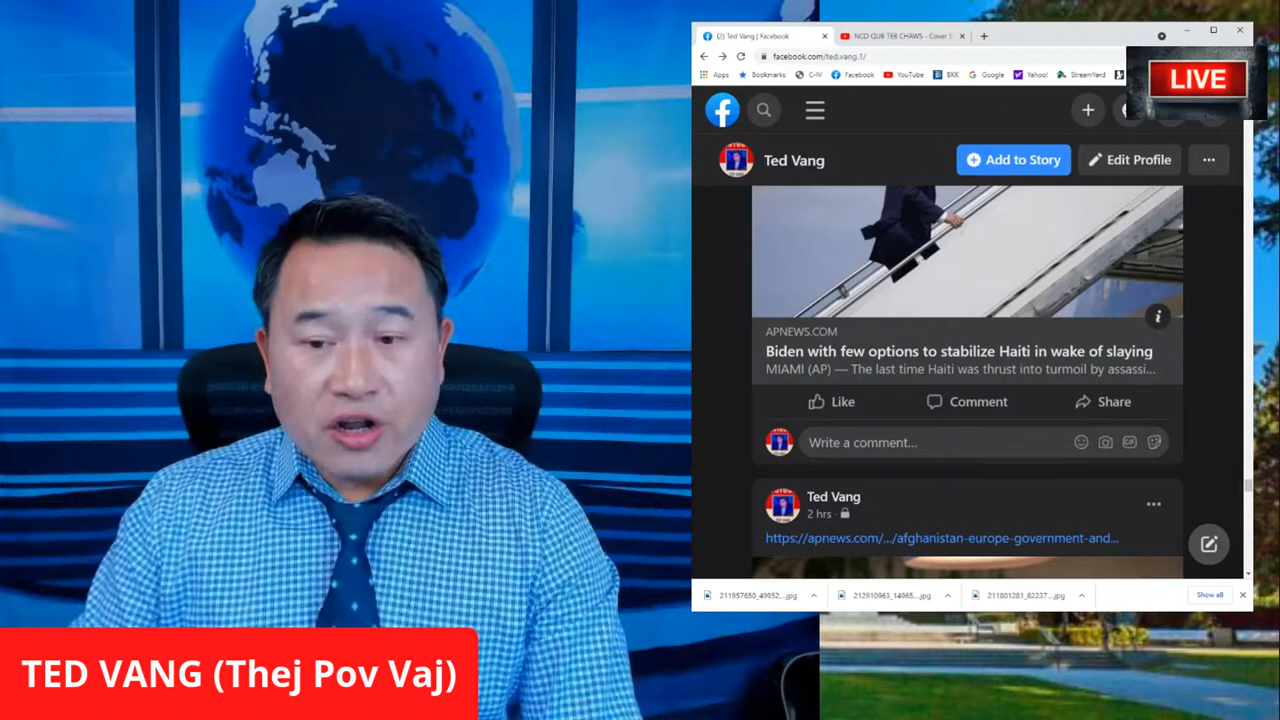 (2) Ted Vang | Facebook
NCO QUB TEB CHAWS - Cover S
facebook.com/ted.vang.1/
Apps
Bookmarks
C-IV
Facebook
YouTube
BKK
Google
Yahoo!
StreamYard
LIVE
Ted Vang
Add to Story
Edit Profile
APNEWS.COM
Biden with few options to stabilize Haiti in wake of slaying
MIAMI (AP) — The last time Haiti was thrust into turmoil by assassi...
Like
Comment
Share
Write a comment...
GIF
Ted Vang
2 hrs ·
https://apnews.com/.../afghanistan-europe-government-and...
211957650_49952....jpg
212910963_14965....jpg
211801281_82237....jpg
Show all
TED VANG (Thej Pov Vaj)